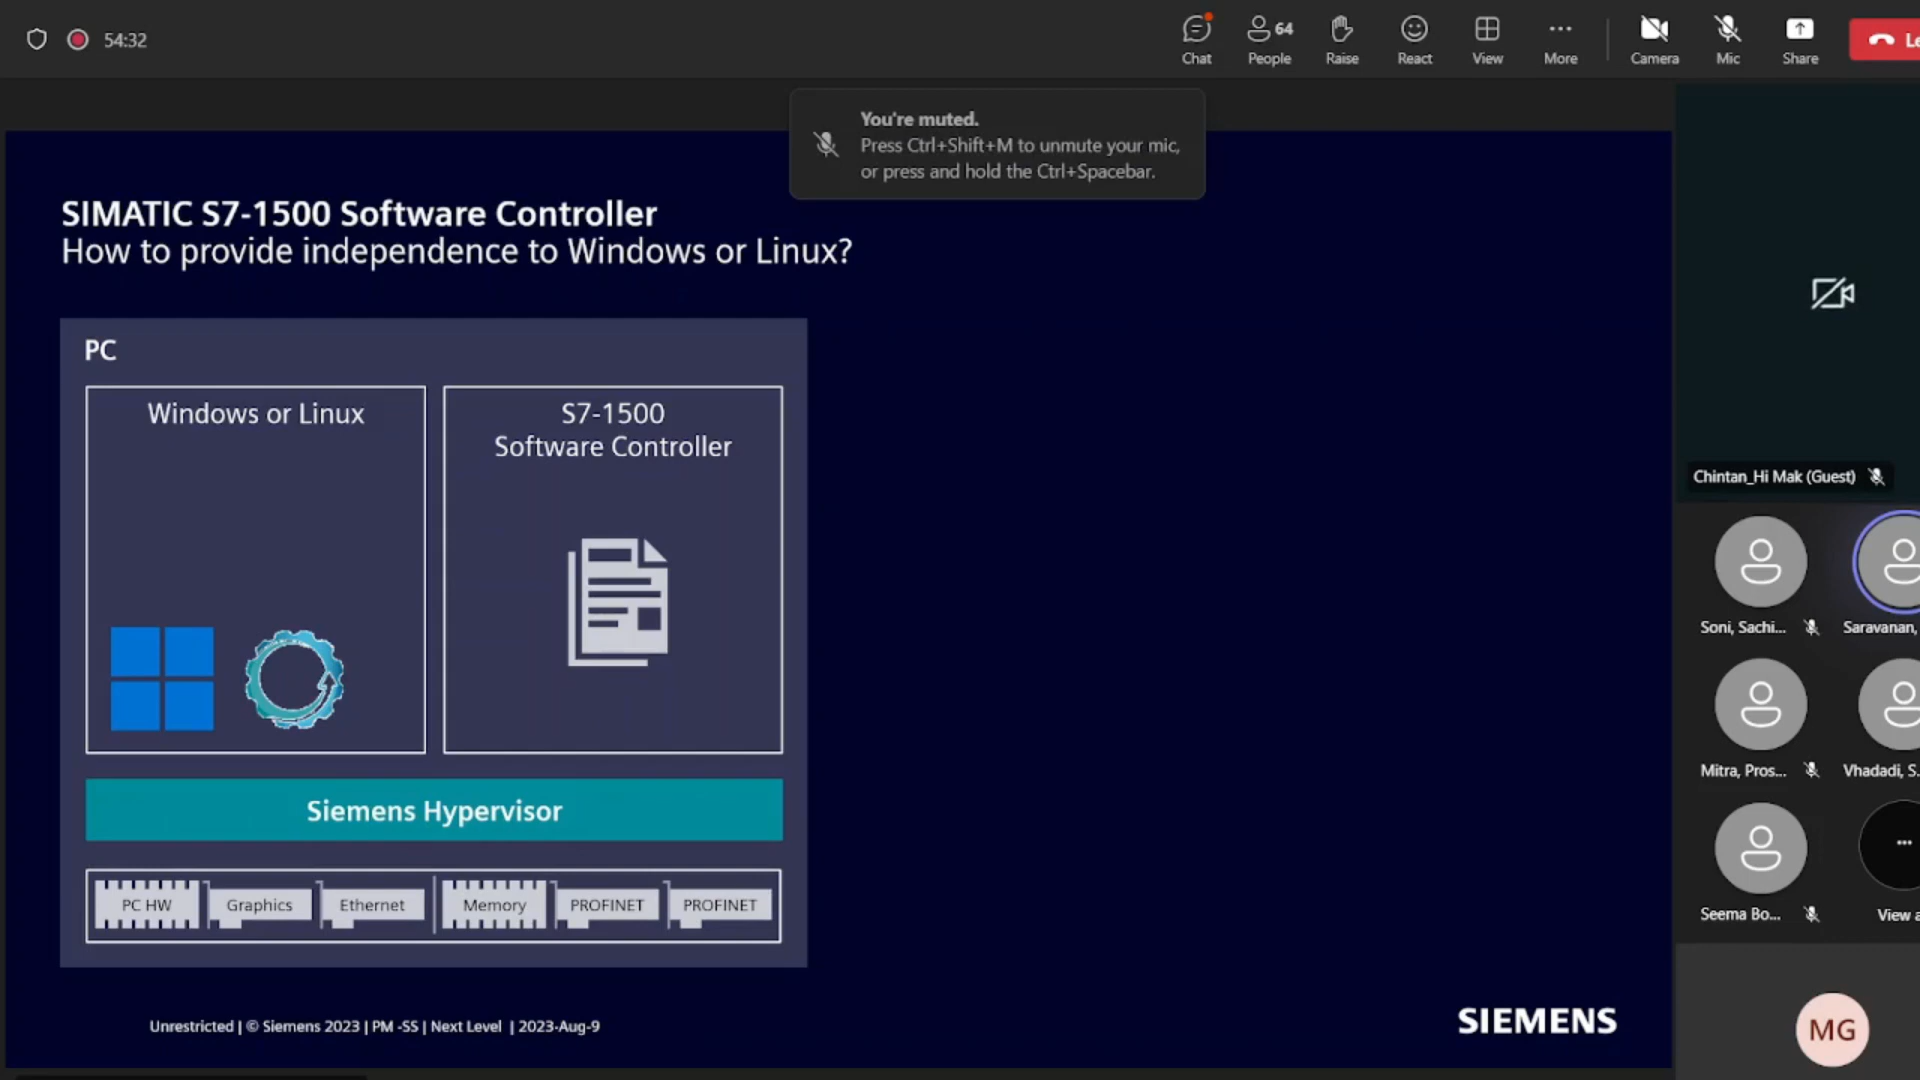 54:32
Chat
64
People
Raise
React
View
More
Camera
Mic
Share
You're muted.
Press Ctrl+Shift+M to unmute your mic,
or press and hold the Ctrl+Spacebar.
SIMATIC S7-1500 Software Controller
How to provide independence to Windows or Linux?
PC
Windows or Linux
S7-1500
Software Controller
Siemens Hypervisor
PC HW
Graphics
Ethernet
Memory
PROFINET
PROFINET
Unrestricted | © Siemens 2023 | PM -SS | Next Level | 2023-Aug-9
SIEMENS
Chintan_Hi Mak (Guest)
Soni, Sachi...
Saravanan,
Mitra, Pros...
Vhadadi, S.
Seema Bo...
View
MG